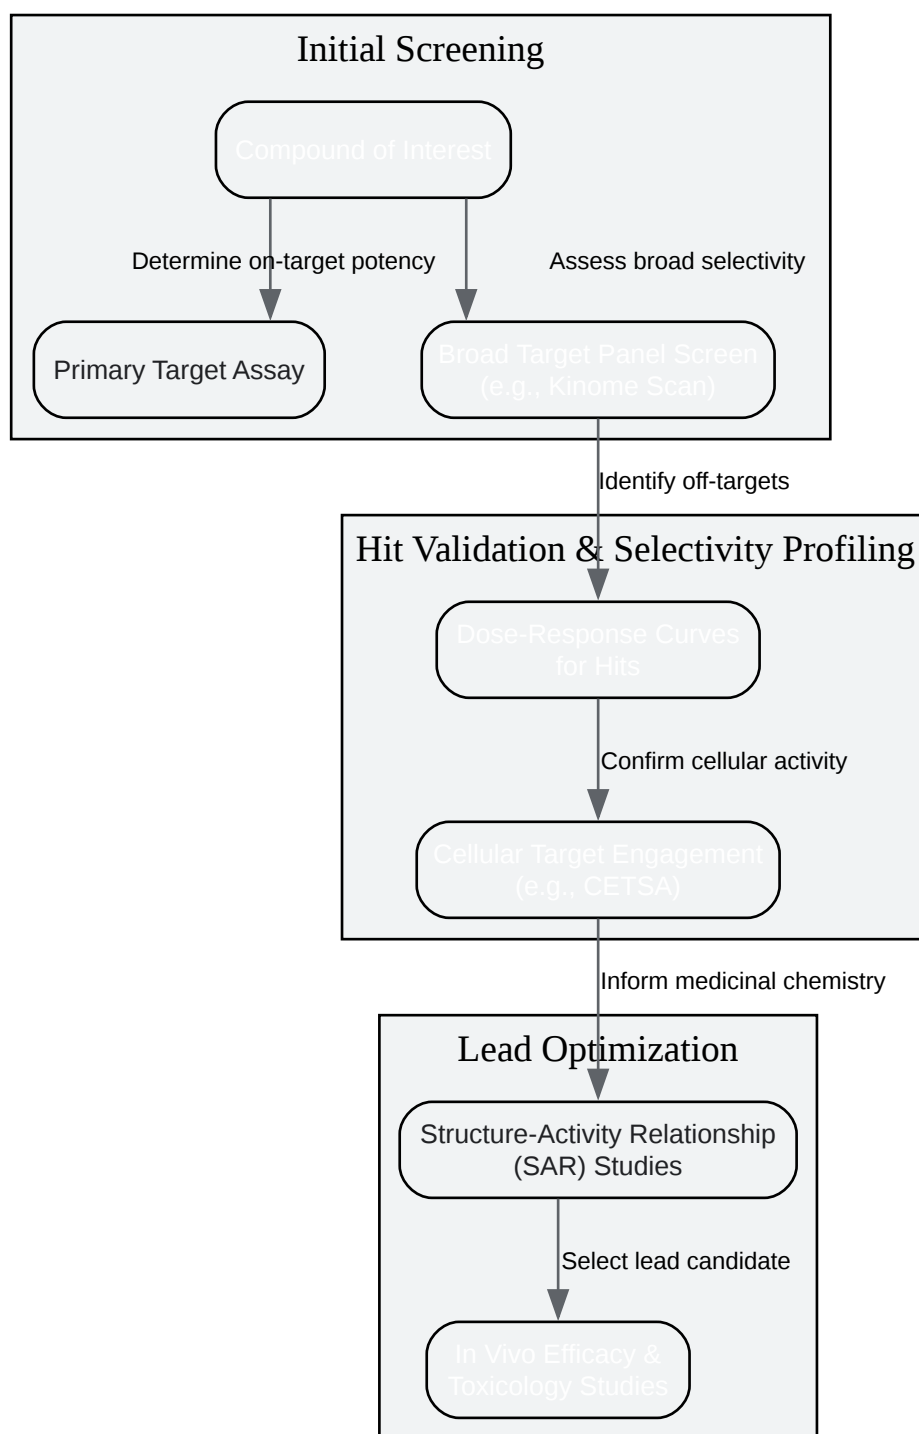 Initial Screening
Compound of Interest
Determine on-target potency
Assess broad selectivity
Primary Target Assay
Broad Target Panel Screen
(e.g., Kinome Scan)
Identify off-targets
Hit Validation & Selectivity Profiling
Dose-Response Curves
for Hits
Confirm cellular activity
Cellular Target Engagement
(e.g., CETSA)
Inform medicinal chemistry
Lead Optimization
Structure-Activity Relationship
(SAR) Studies
Select lead candidate
In Vivo Efficacy &
Toxicology Studies